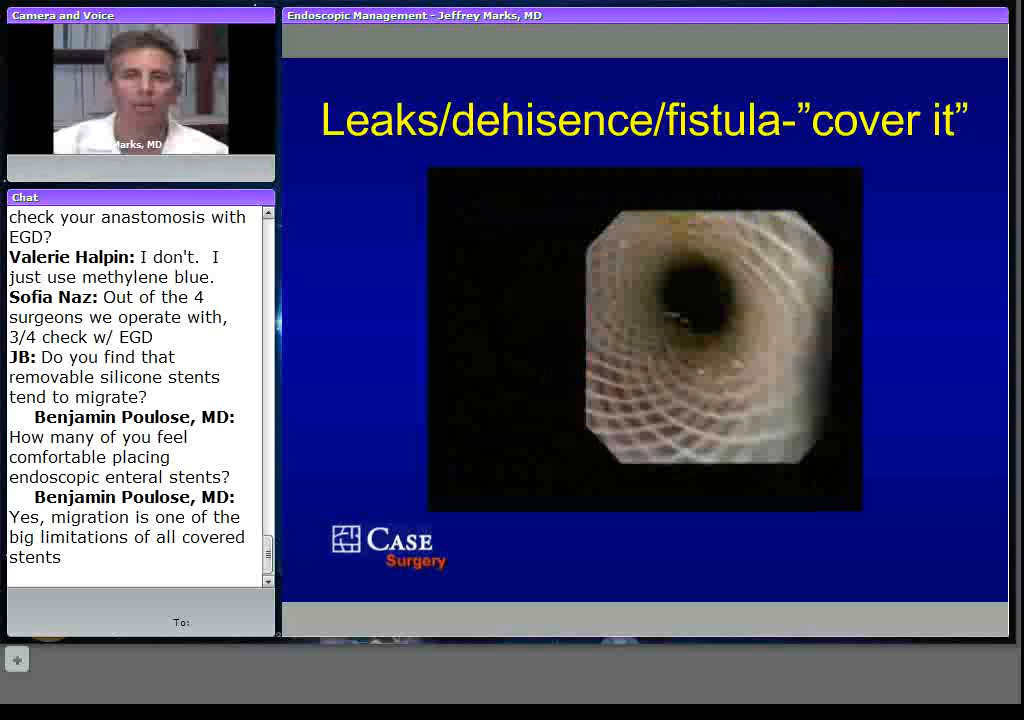 Camera and Voice
Marks, MD
Chat
check your anastomosis with
EGD?
Valerie Halpin: I don't. I
just use methylene blue.
Sofia Naz: Out of the 4
surgeons we operate with,
3/4 check w/ EGD
JB: Do you find that
removable silicone stents
tend to migrate?
Benjamin Poulose, MD:
How many of you feel
comfortable placing
endoscopic enteral stents?
Benjamin Poulose, MD:
Yes, migration is one of the
big limitations of all covered
stents
To:
Endoscopic Management - Jeffrey Marks, MD
Leaks/dehisence/fistula-”cover it”
CASE
Surgery